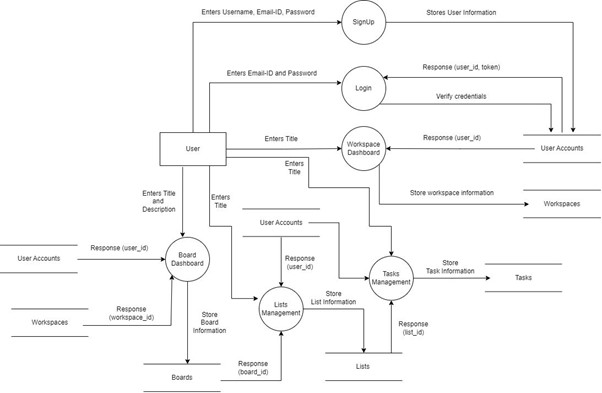 Enters Username, Email-ID, Password
SignUp
Stores User Information
Response (user_id, token)
Enters Email-ID and Password
Login
Verify credentials
User
Enters Title
Workspace
Dashboard
Response (user_id)
User Accounts
Enters
Title
Store workspace information
Workspaces
Enters Title
and
Description
Enters
Title
User Accounts
User Accounts
Response (user_id)
Board
Dashboard
Response
(user_id)
Tasks
Management
Store
Task Information
Tasks
Workspaces
Response
(workspace_id)
Store
Board
Information
Lists
Management
Store
List Information
Response
(list_id)
Boards
Response
(board_id)
Lists